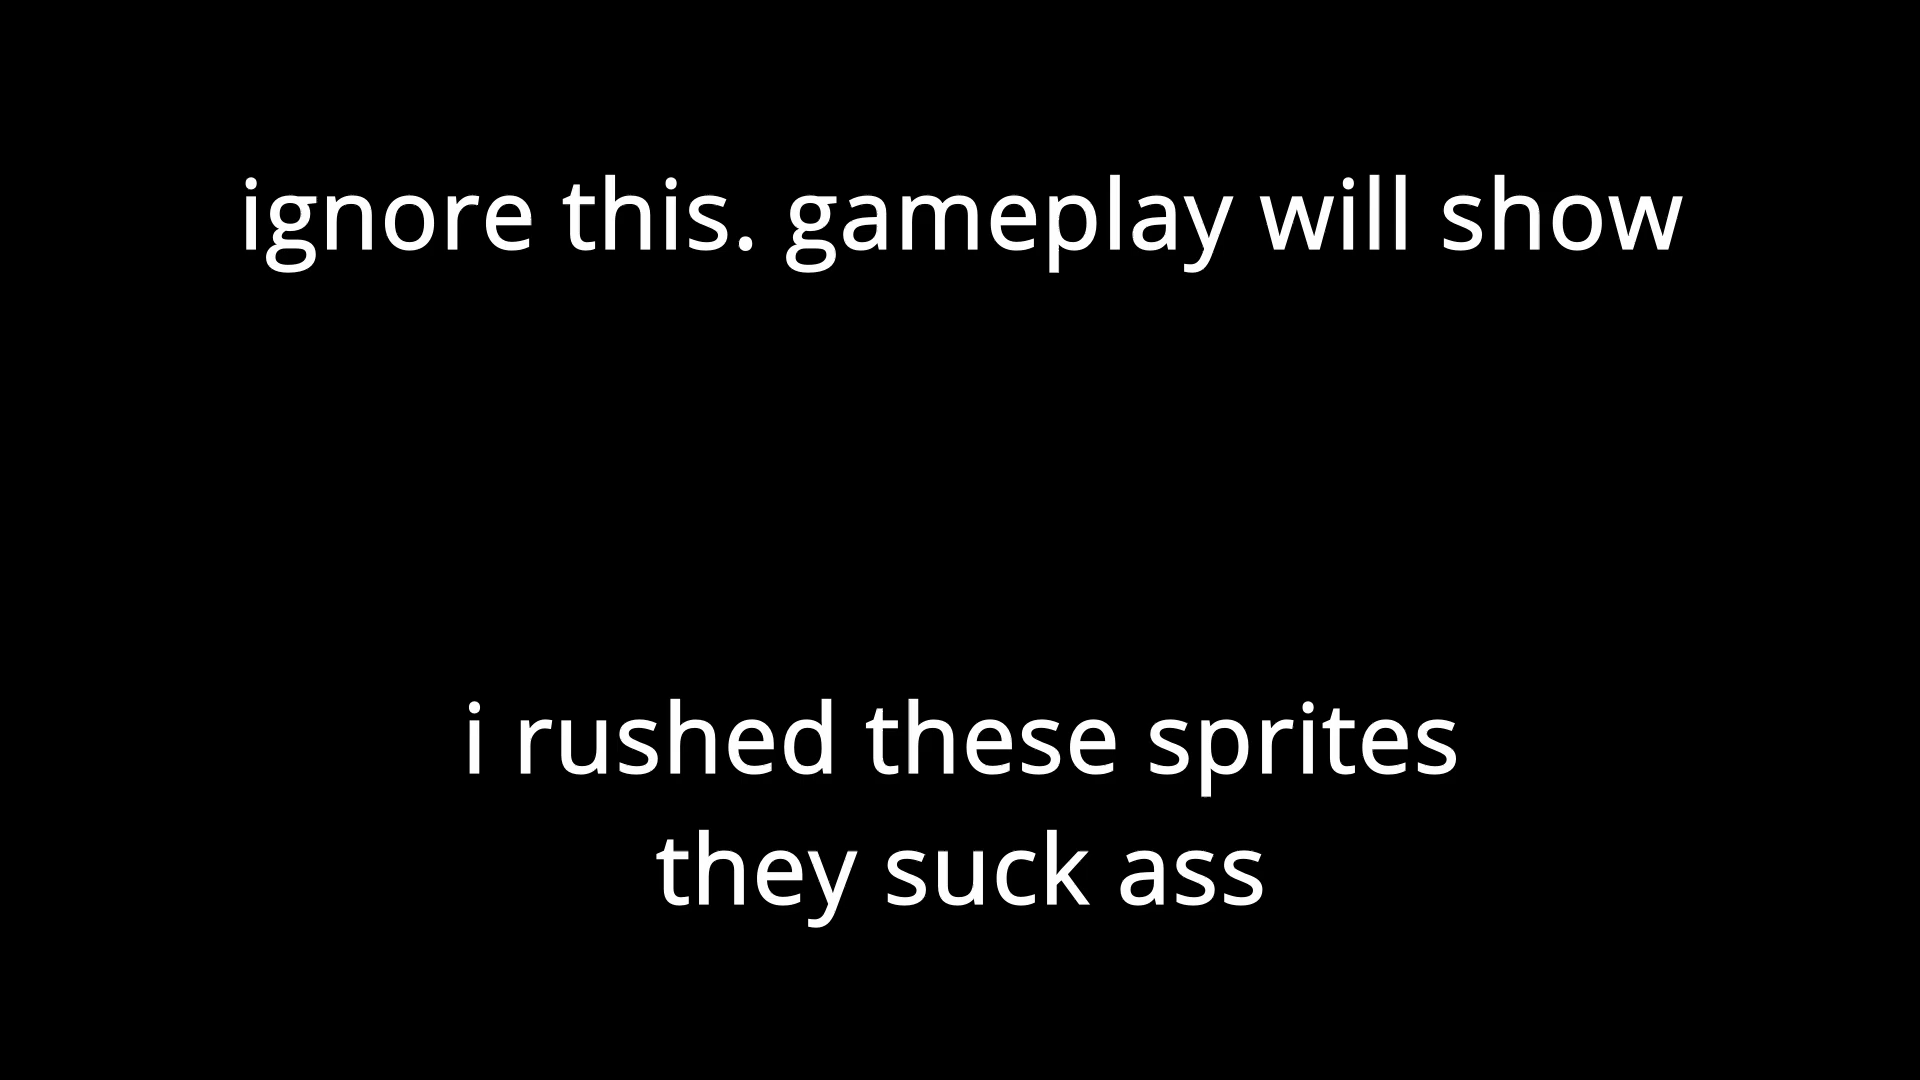 ignore this. gameplay will show
i rushed these sprites
they suck ass